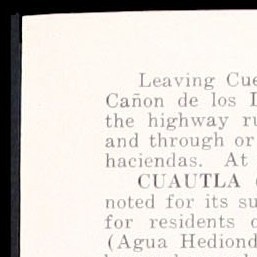 Leaving Cue
Cañon de los
the highway ru
and through or
haciendas. At
CUAUTLA
noted for its su
for residents
(Agua Hediond